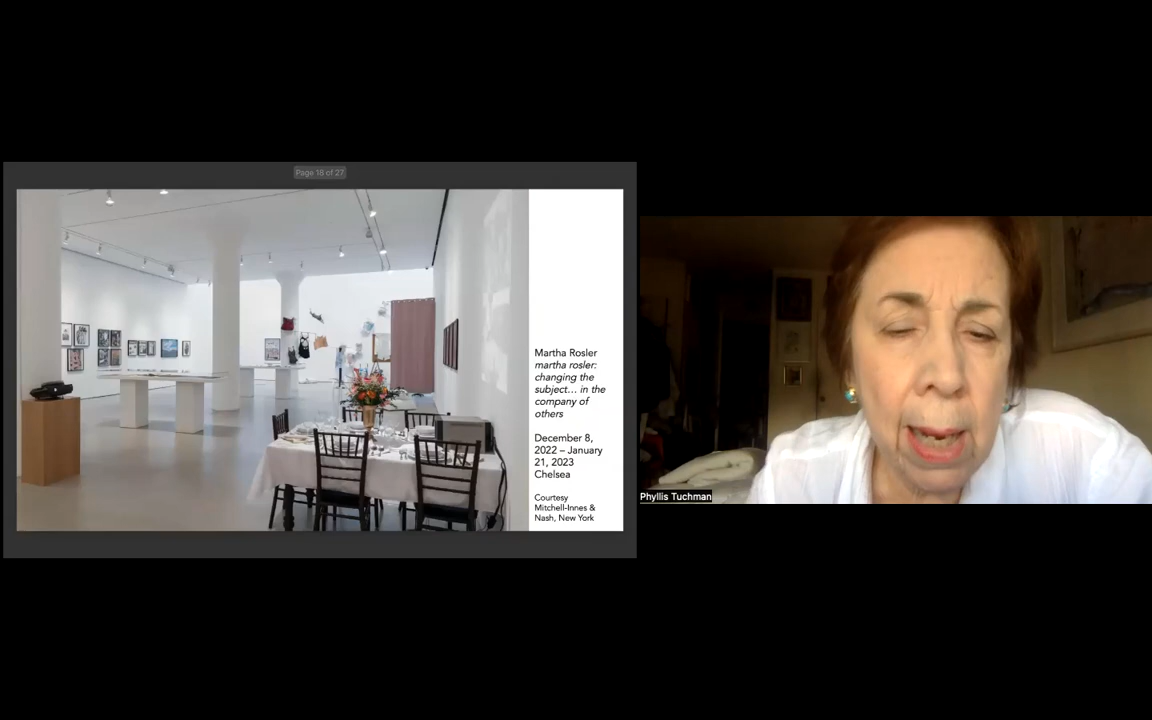 Page 18 of 27
Martha Rosler
martha rosler:
changing the
subject... in the
company of
others
December 8,
2022 – January
21, 2023
Chelsea
Courtesy
Mitchell-Innes &
Nash, New York
Phyllis Tuchman